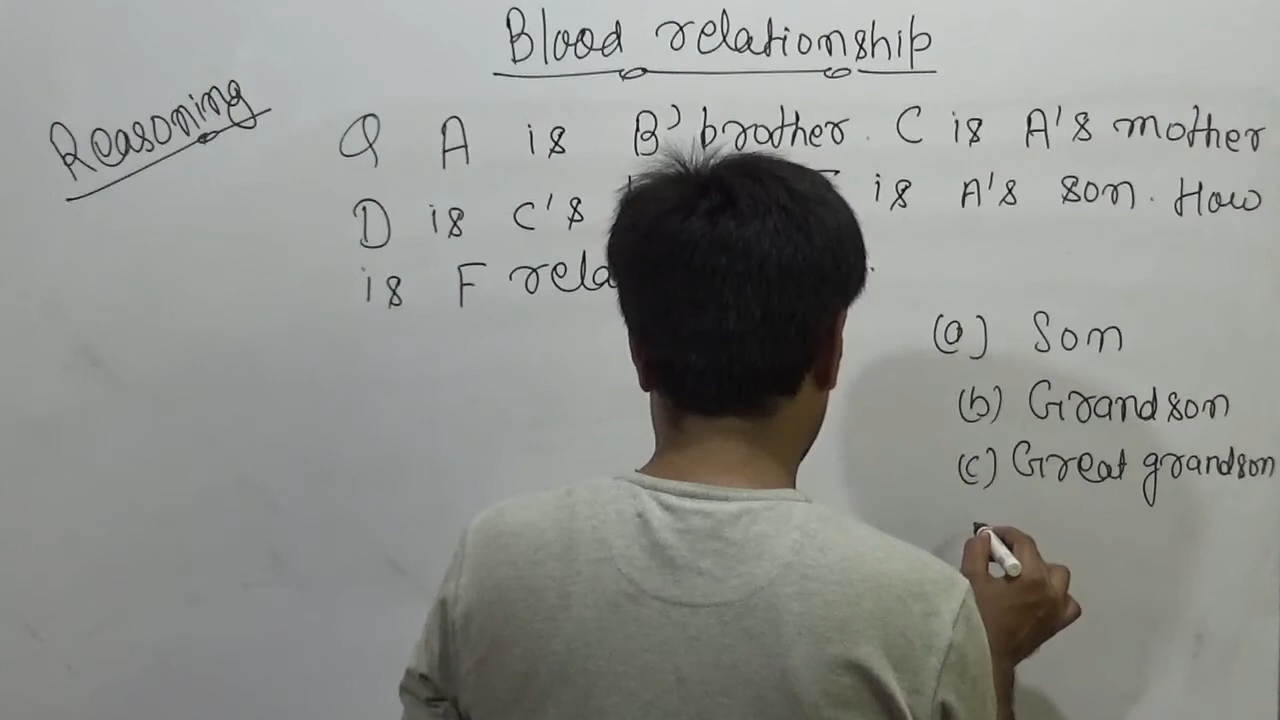 Blood relationship
Reasoning
Q A is B' brother. C is A's mother
D is C's is A's son. How
is F rela
(a) Son
(b) Grandson
(c) Great grandson